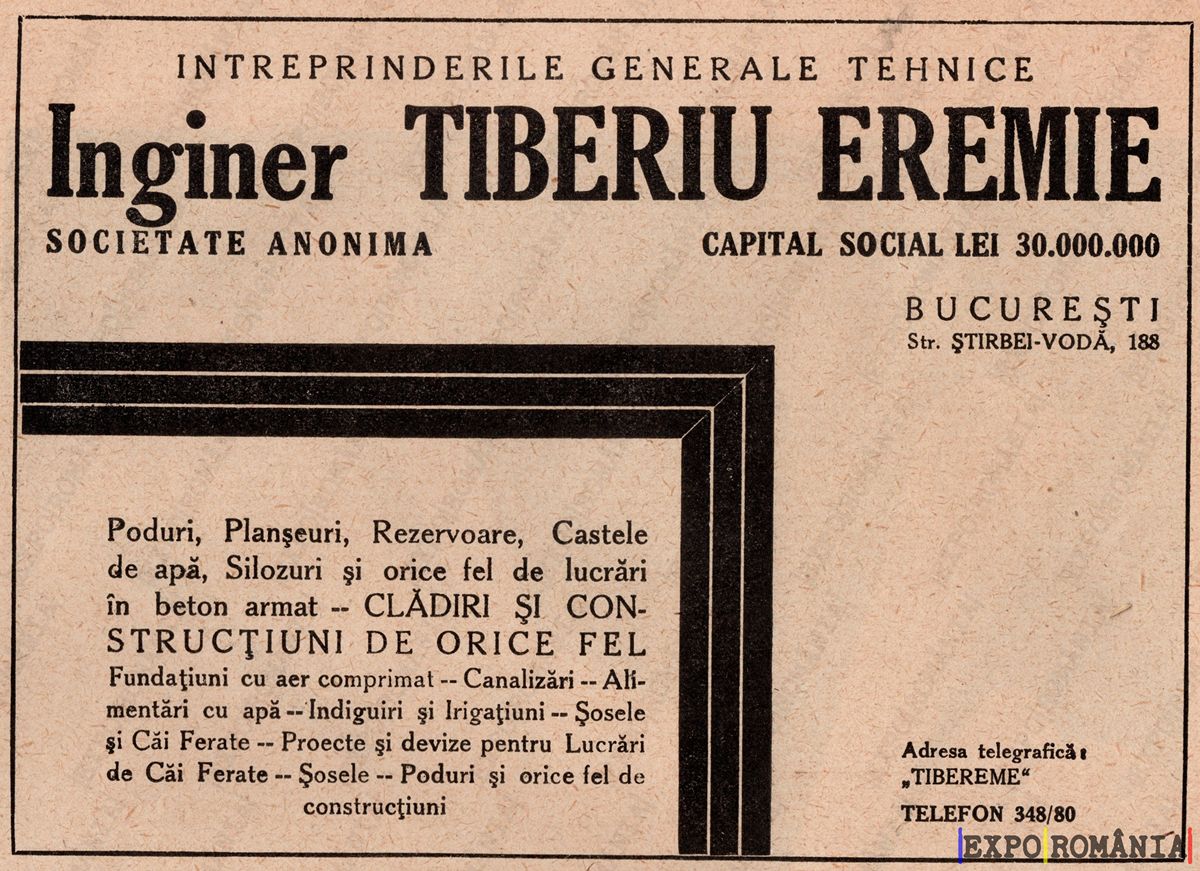 INTREPRINDERILE GENERALE TEHNICE
Inginer TIBERIU EREMIE
SOCIETATE ANONIMA
CAPITAL SOCIAL LEI 30.000.000
BUCUREŞTI
Str. ŞTIRBEI-VODĂ, 188
Poduri, Planşeuri, Rezervoare, Castele
de apă, Silozuri şi orice fel de lucrări
în beton armat -- CLĂDIRI ŞI CON-
STRUCŢIUNI DE ORICE FEL
Fundaţiuni cu aer comprimat -- Canalizări -- Ali-
mentări cu apă -- Indiguiri şi Irigaţiuni -- Şosele
şi Căi Ferate -- Proecte şi devize pentru Lucrări
de Căi Ferate -- Şosele -- Poduri şi orice fel de
construcţiuni
Adresa telegrafică:
„TIBEREME“
TELEFON 348/80
EXPO ROMÂNIA